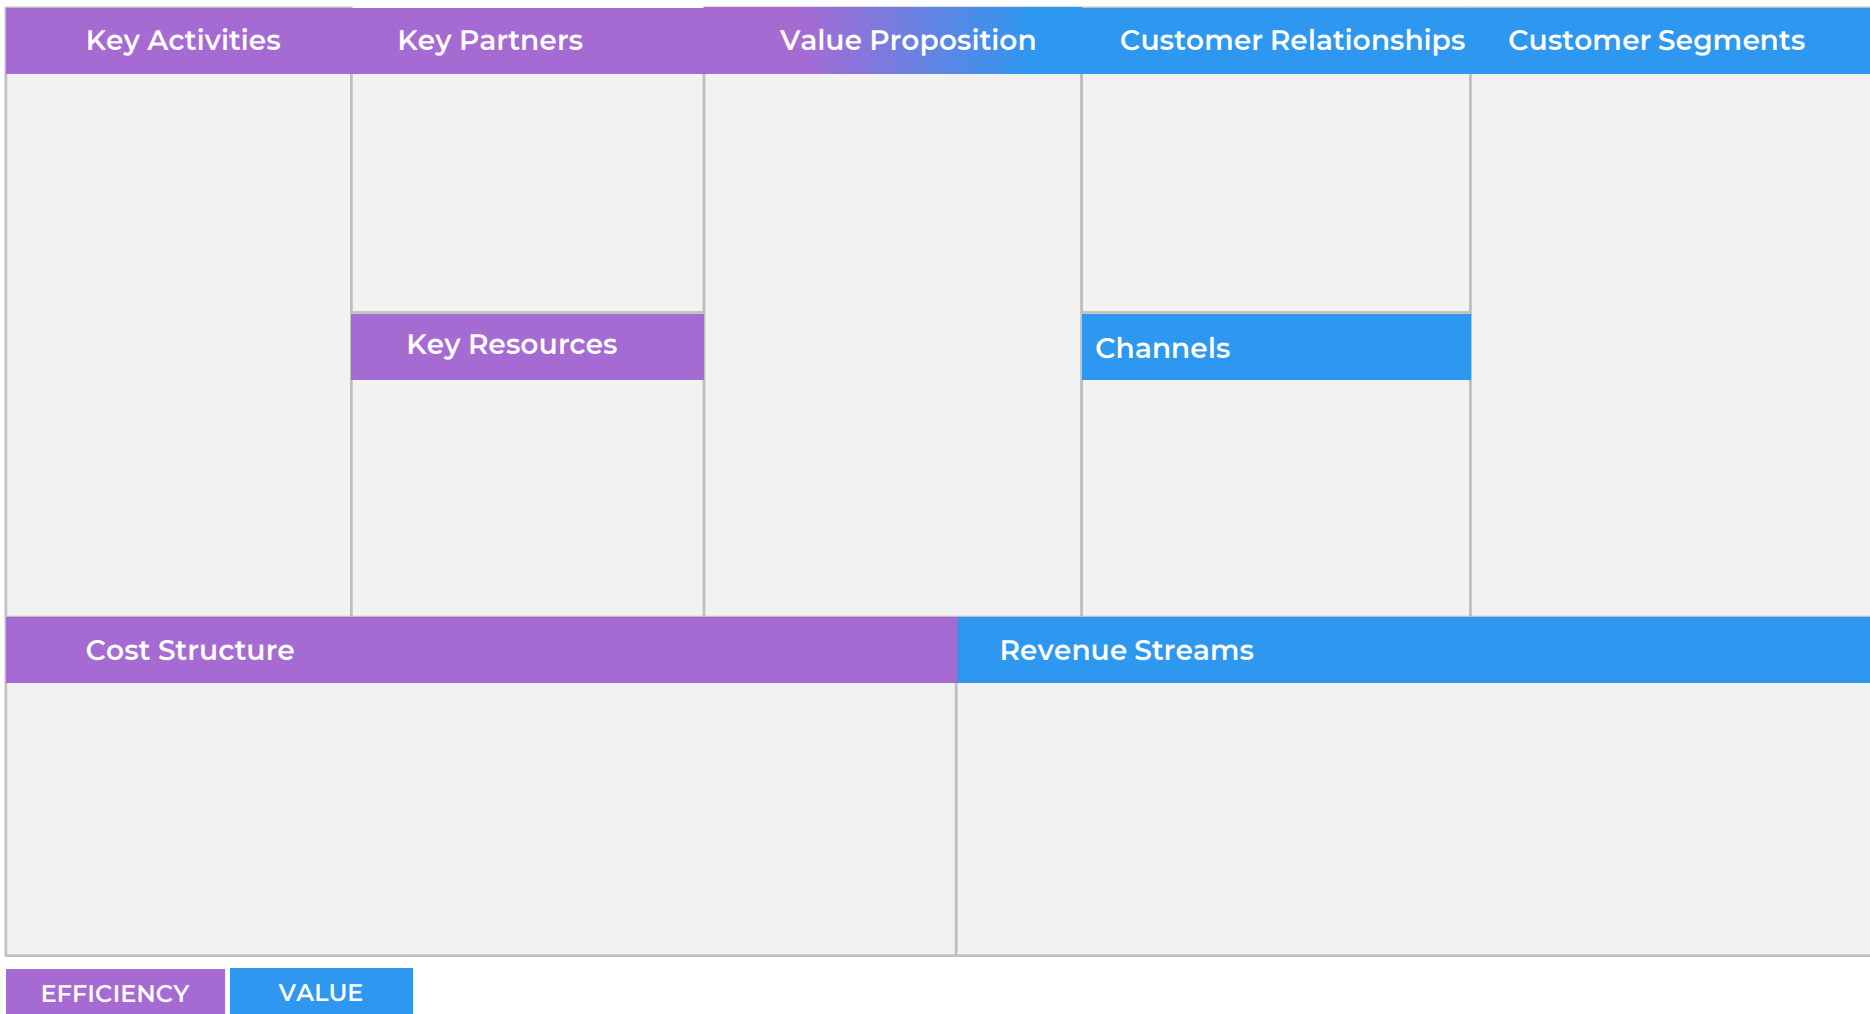 Key Activities
Key Partners
Value Proposition
Customer Relationships
Customer Segments
Key Resources
Channels
Cost Structure
Revenue Streams
EFFICIENCY
VALUE